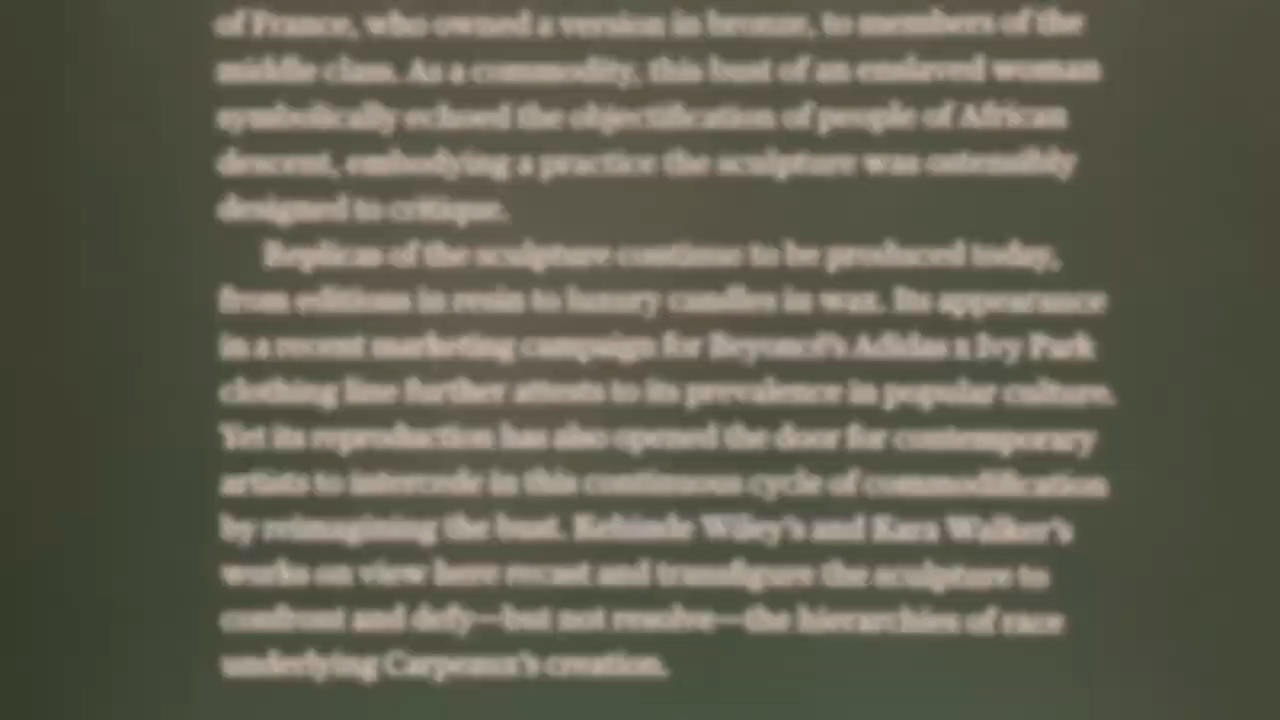 of France, who owned a version in bronze, to members of the
middle class. As a commodity, this bust of an enslaved woman
symbolically echoed the objectification of people of African
descent, embodying a practice the sculpture was ostensibly
designed to critique.
Replicas of the sculpture continue to be produced today,
from editions in resin to luxury candles in wax. Its appearance
in a recent marketing campaign for Beyoncé's Adidas x Ivy Park
clothing line further attests to its prevalence in popular culture.
Yet its reproduction has also opened the door for contemporary
artists to intercede in this continuous cycle of commodification
by reimagining the bust. Kehinde Wiley's and Kara Walker's
works on view here recast and transfigure the sculpture to
confront and defy—but not resolve—the hierarchies of race
underlying Carpeaux's creation.